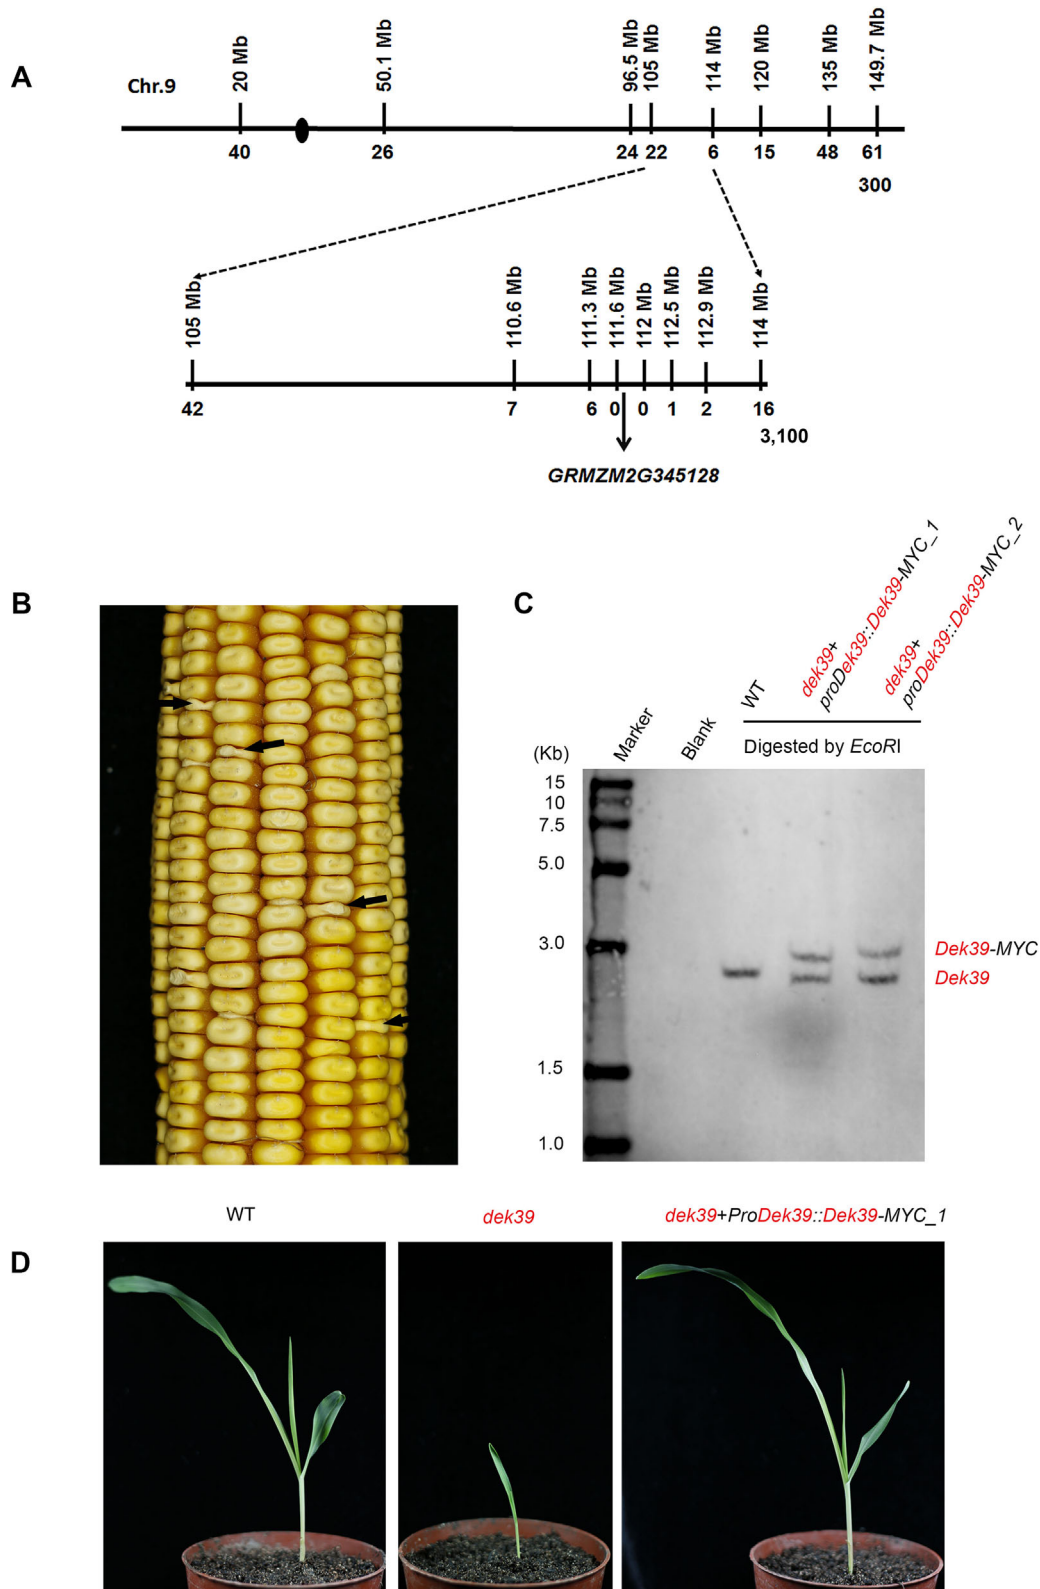 A
Chr.9
20 Mb
50.1 Mb
96.5 Mb
105 Mb
114 Mb
120 Mb
135 Mb
149.7 Mb
40 26 24 22 6 15 48 61
300
105 Mb
110.6 Mb
111.3 Mb
111.6 Mb
112 Mb
112.5 Mb
112.9 Mb
114 Mb
42 7 6 0 0 1 2 16
3,100
GRMZM2G345128
B
C
(Kb)
Marker
Blank
WT
dek39+
proDek39::Dek39-MYC_1
dek39+
proDek39::Dek39-MYC_2
Digested by EcoRI
15
10
7.5
5.0
3.0
1.5
1.0
Dek39-MYC
Dek39
D
WT
dek39
dek39+ProDek39::Dek39-MYC_1